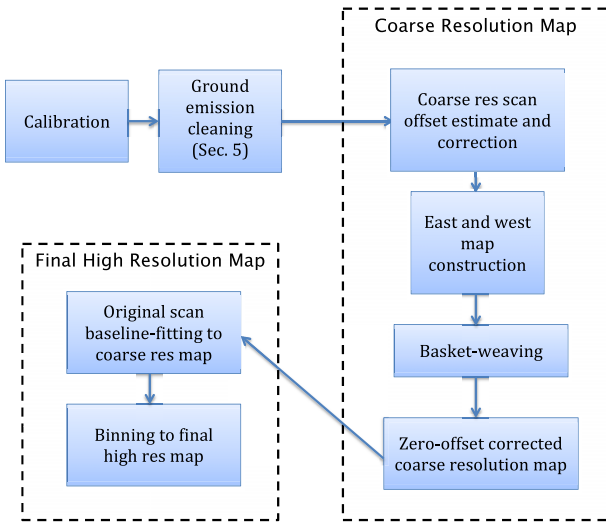 Coarse Resolution Map
Calibration
Ground
emission
cleaning
(Sec. 5)
Coarse res scan
offset estimate and
correction
East and west
map
construction
Basket-weaving
Zero-offset corrected
coarse resolution map
Final High Resolution Map
Original scan
baseline-fitting to
coarse res map
Binning to final
high res map